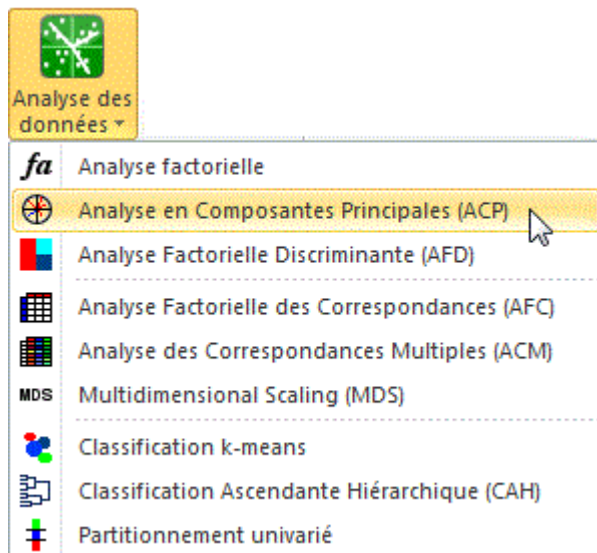 Analyse des
données
fa Analyse factorielle
Analyse en Composantes Principales (ACP)
Analyse Factorielle Discriminante (AFD)
Analyse Factorielle des Correspondances (AFC)
Analyse des Correspondances Multiples (ACM)
MDS Multidimensional Scaling (MDS)
Classification k-means
Classification Ascendante Hiérarchique (CAH)
Partitionnement univarié